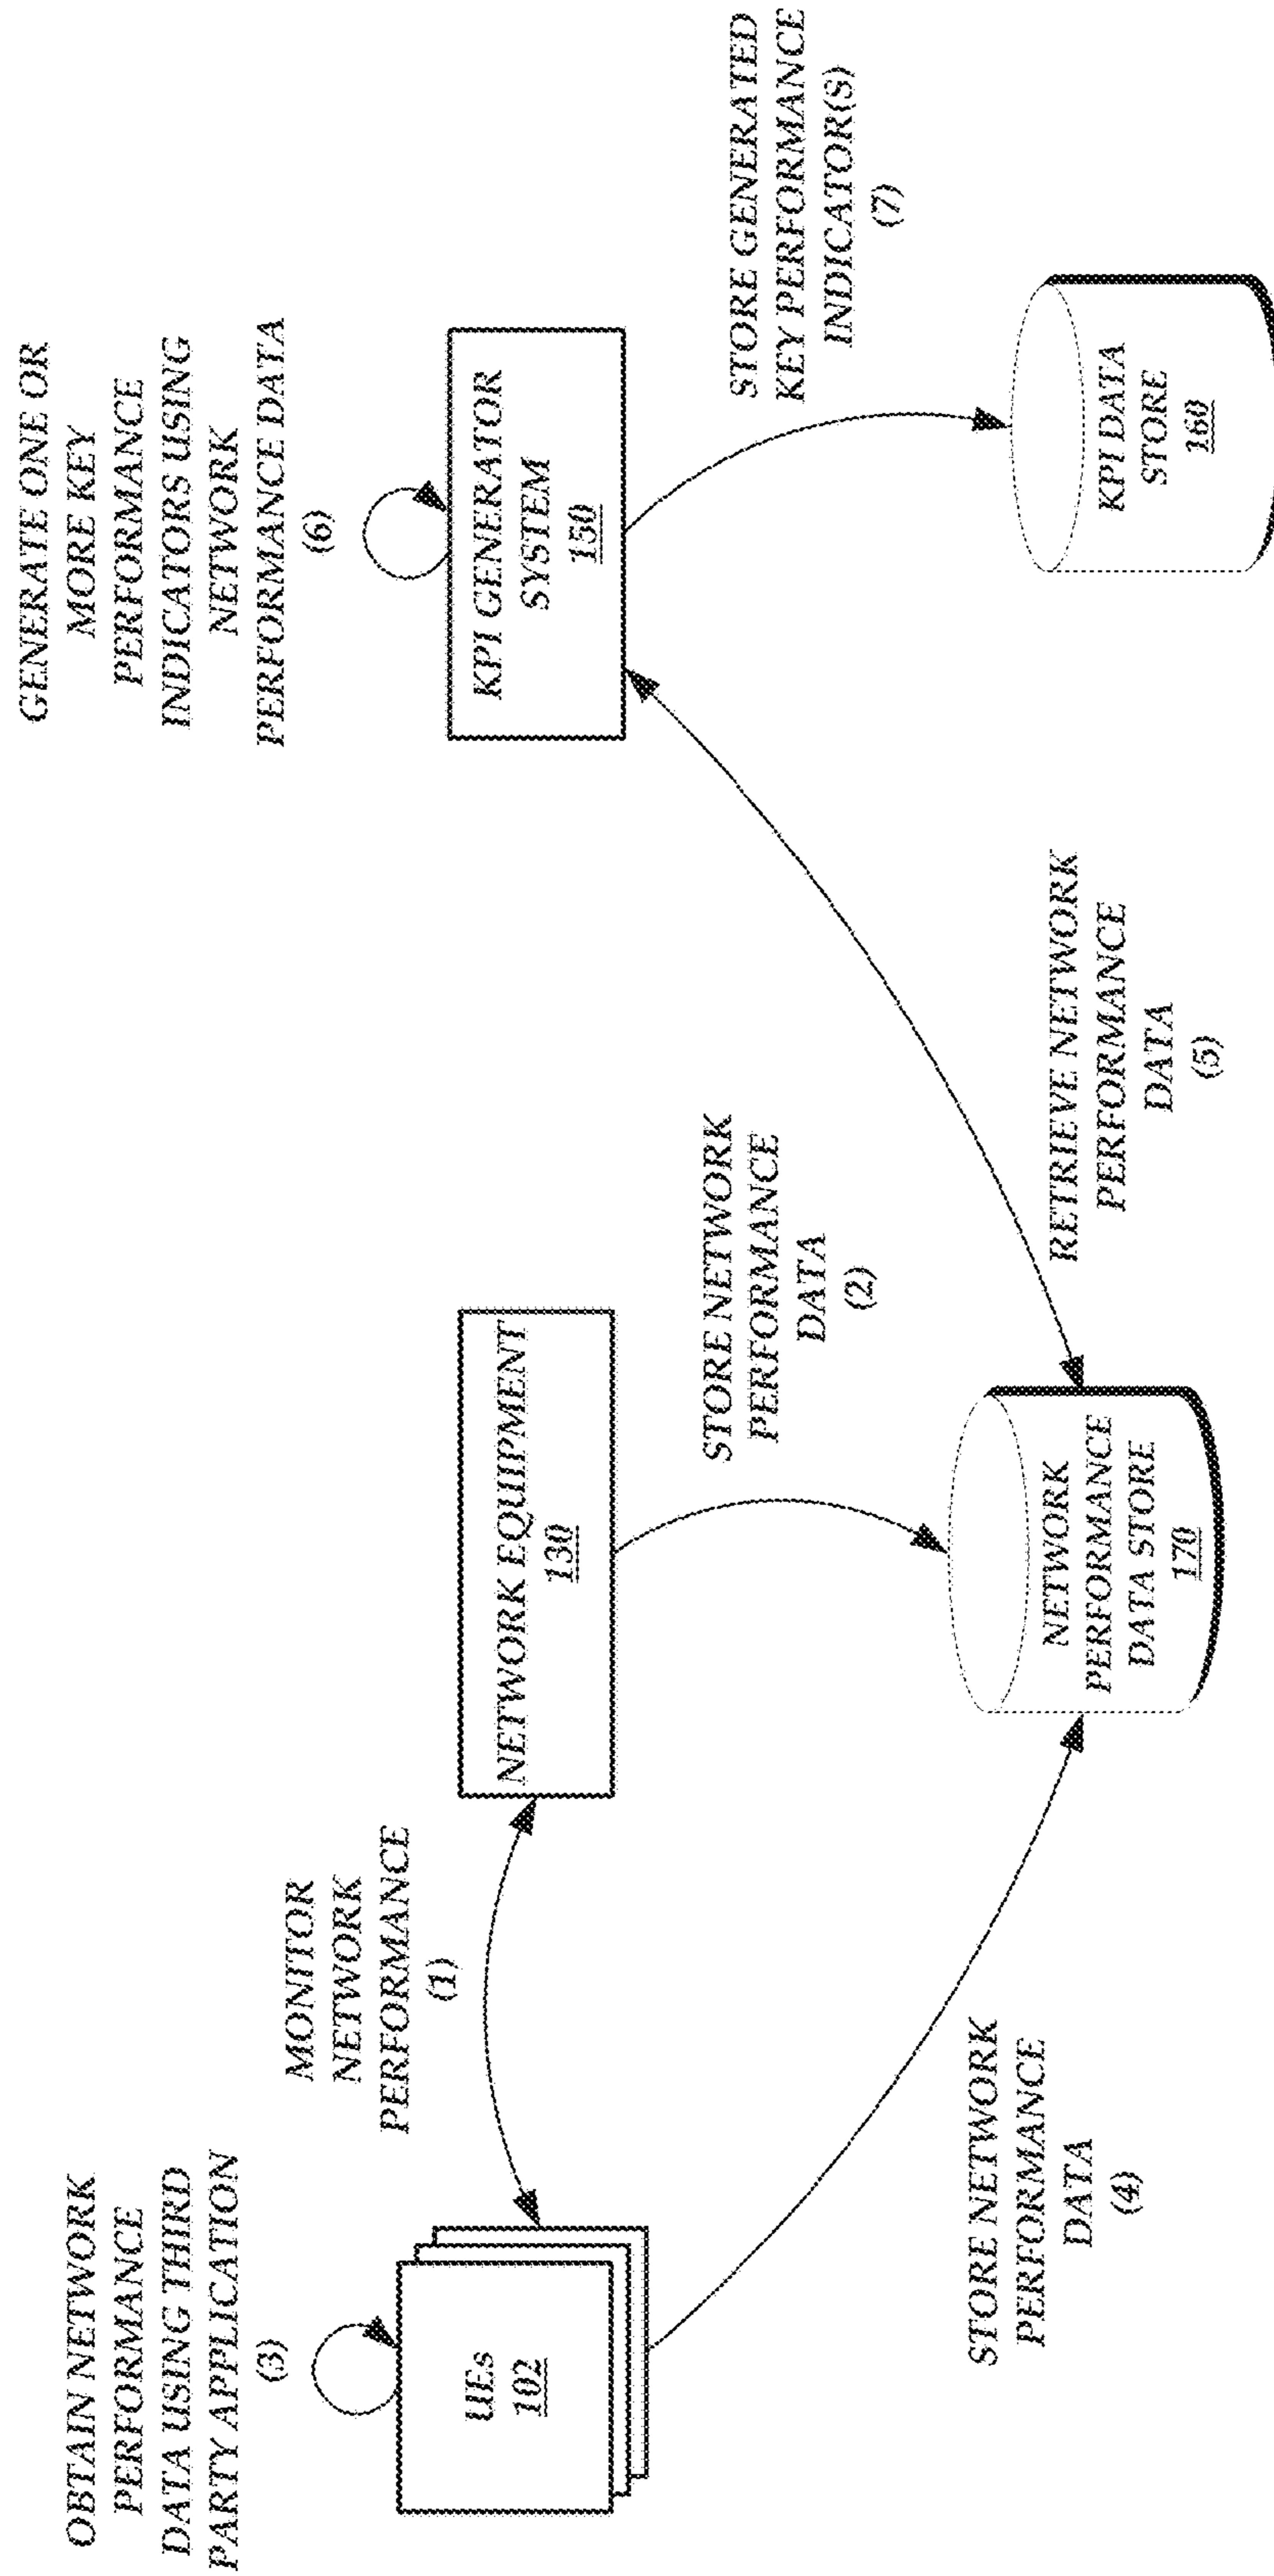 OBTAIN NETWORK
PERFORMANCE
DATA USING THIRD
PARTY APPLICATION
(3)
UEs
102
MONITOR
NETWORK
PERFORMANCE
(1)
NETWORK EQUIPMENT
130
STORE NETWORK
PERFORMANCE
DATA
(2)
STORE NETWORK
PERFORMANCE
DATA
(4)
NETWORK
PERFORMANCE
DATA STORE
170
RETRIEVE NETWORK
PERFORMANCE
DATA
(5)
GENERATE ONE OR
MORE KEY
PERFORMANCE
INDICATORS USING
NETWORK
PERFORMANCE DATA
(6)
KPI GENERATOR
SYSTEM
150
STORE GENERATED
KEY PERFORMANCE
INDICATOR(S)
(7)
KPI DATA
STORE
160